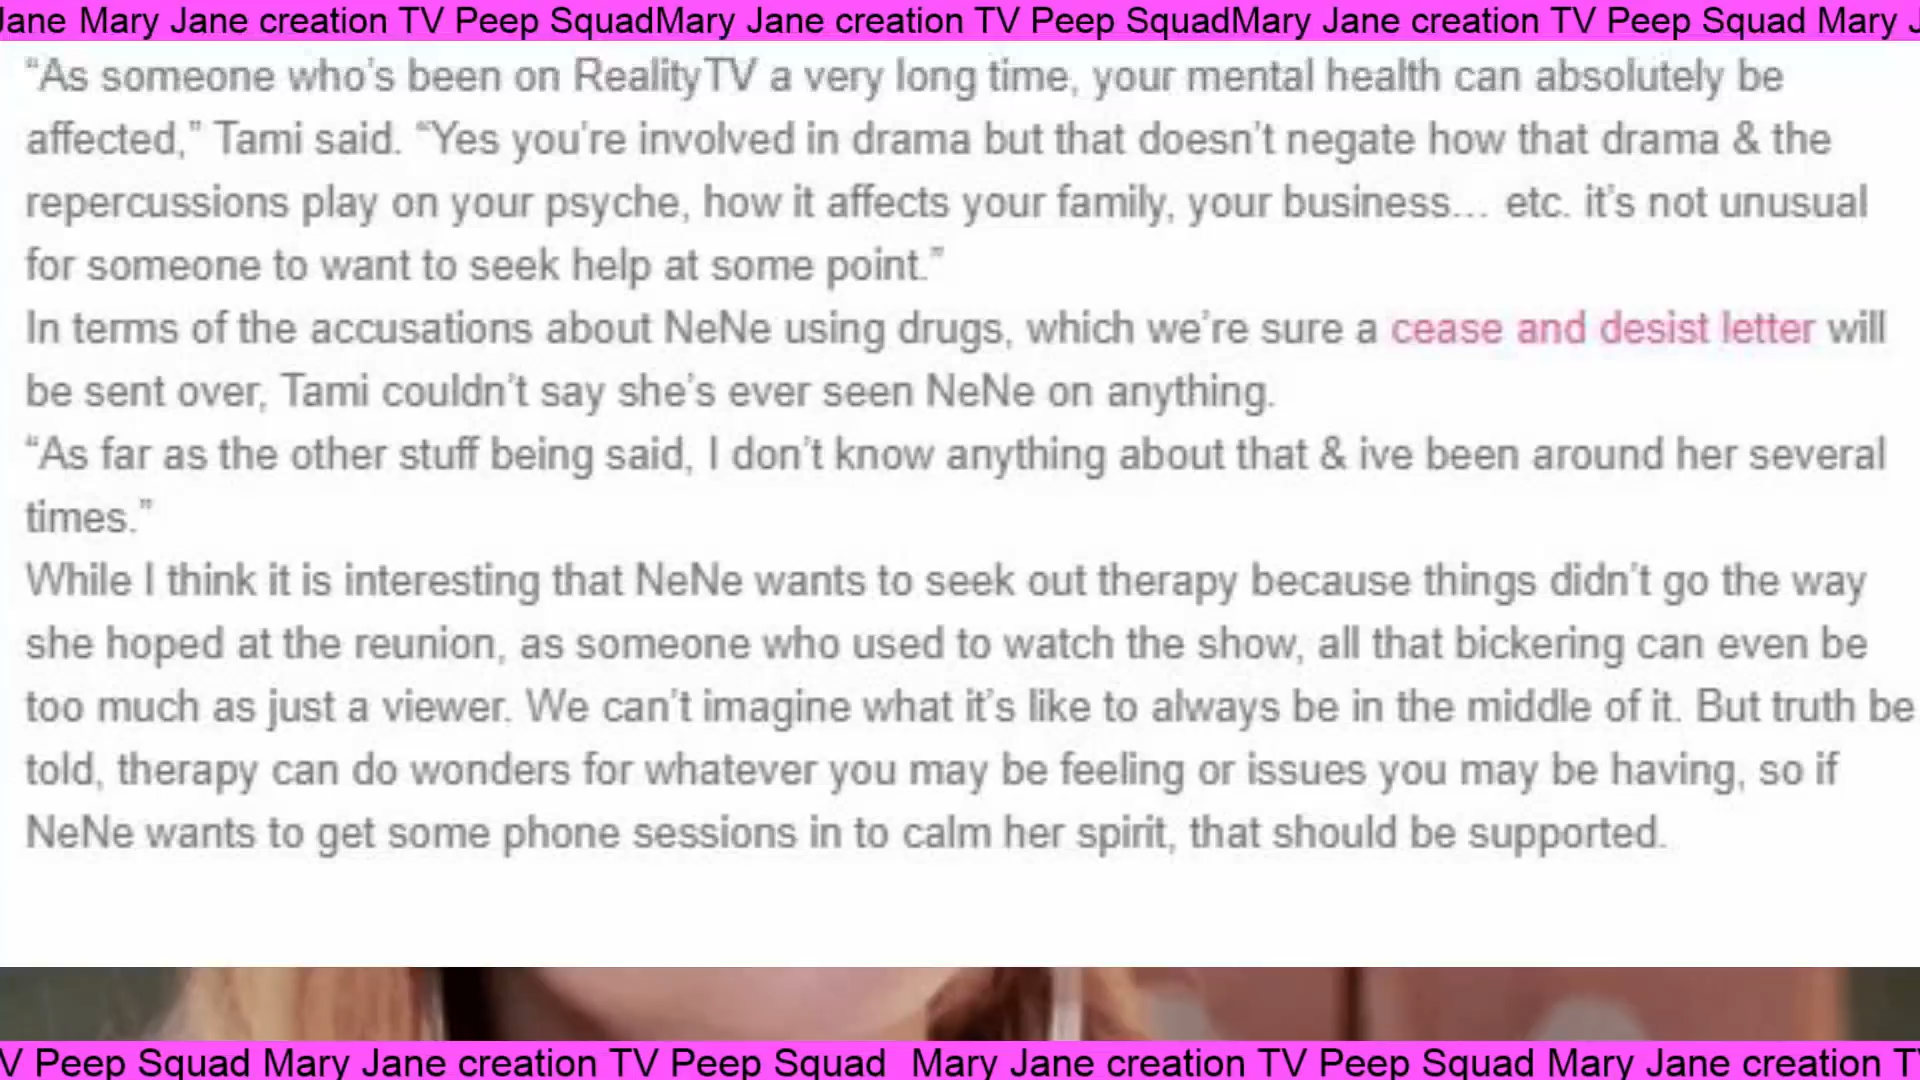 Jane Mary Jane creation TV Peep SquadMary Jane creation TV Peep SquadMary Jane creation TV Peep Squad Mary J
“As someone who’s been on RealityTV a very long time, your mental health can absolutely be
affected,” Tami said. “Yes you’re involved in drama but that doesn’t negate how that drama & the
repercussions play on your psyche, how it affects your family, your business… etc. it’s not unusual
for someone to want to seek help at some point.”
In terms of the accusations about NeNe using drugs, which we’re sure a cease and desist letter will
be sent over, Tami couldn’t say she’s ever seen NeNe on anything.
“As far as the other stuff being said, I don’t know anything about that & ive been around her several
times.”
While I think it is interesting that NeNe wants to seek out therapy because things didn’t go the way
she hoped at the reunion, as someone who used to watch the show, all that bickering can even be
too much as just a viewer. We can’t imagine what it’s like to always be in the middle of it. But truth be
told, therapy can do wonders for whatever you may be feeling or issues you may be having, so if
NeNe wants to get some phone sessions in to calm her spirit, that should be supported.
V Peep Squad Mary Jane creation TV Peep Squad Mary Jane creation TV Peep Squad Mary Jane creation T